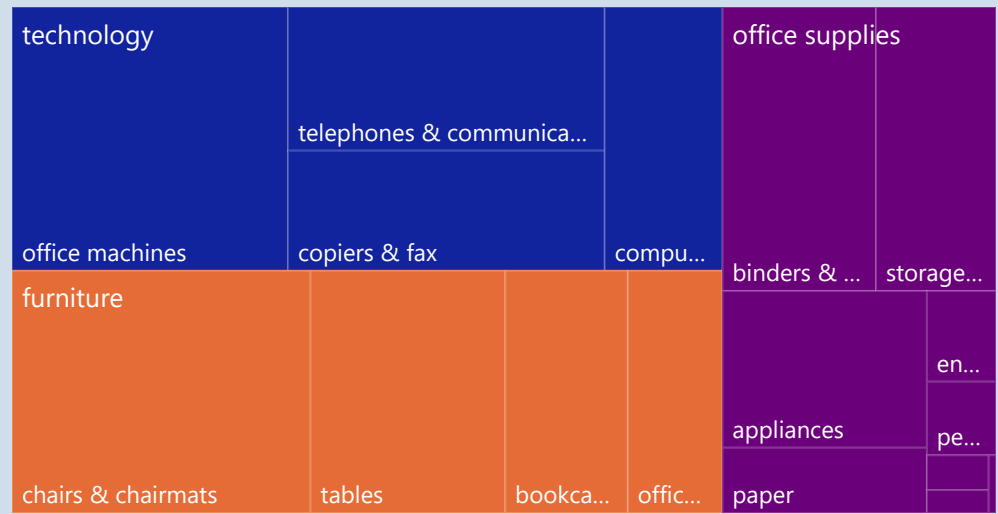 technology
telephones & communica...
office machines
copiers & fax
compu...
furniture
chairs & chairmats
tables
bookca...
offic...
office supplies
binders & ...
storage...
appliances
en...
pe...
paper